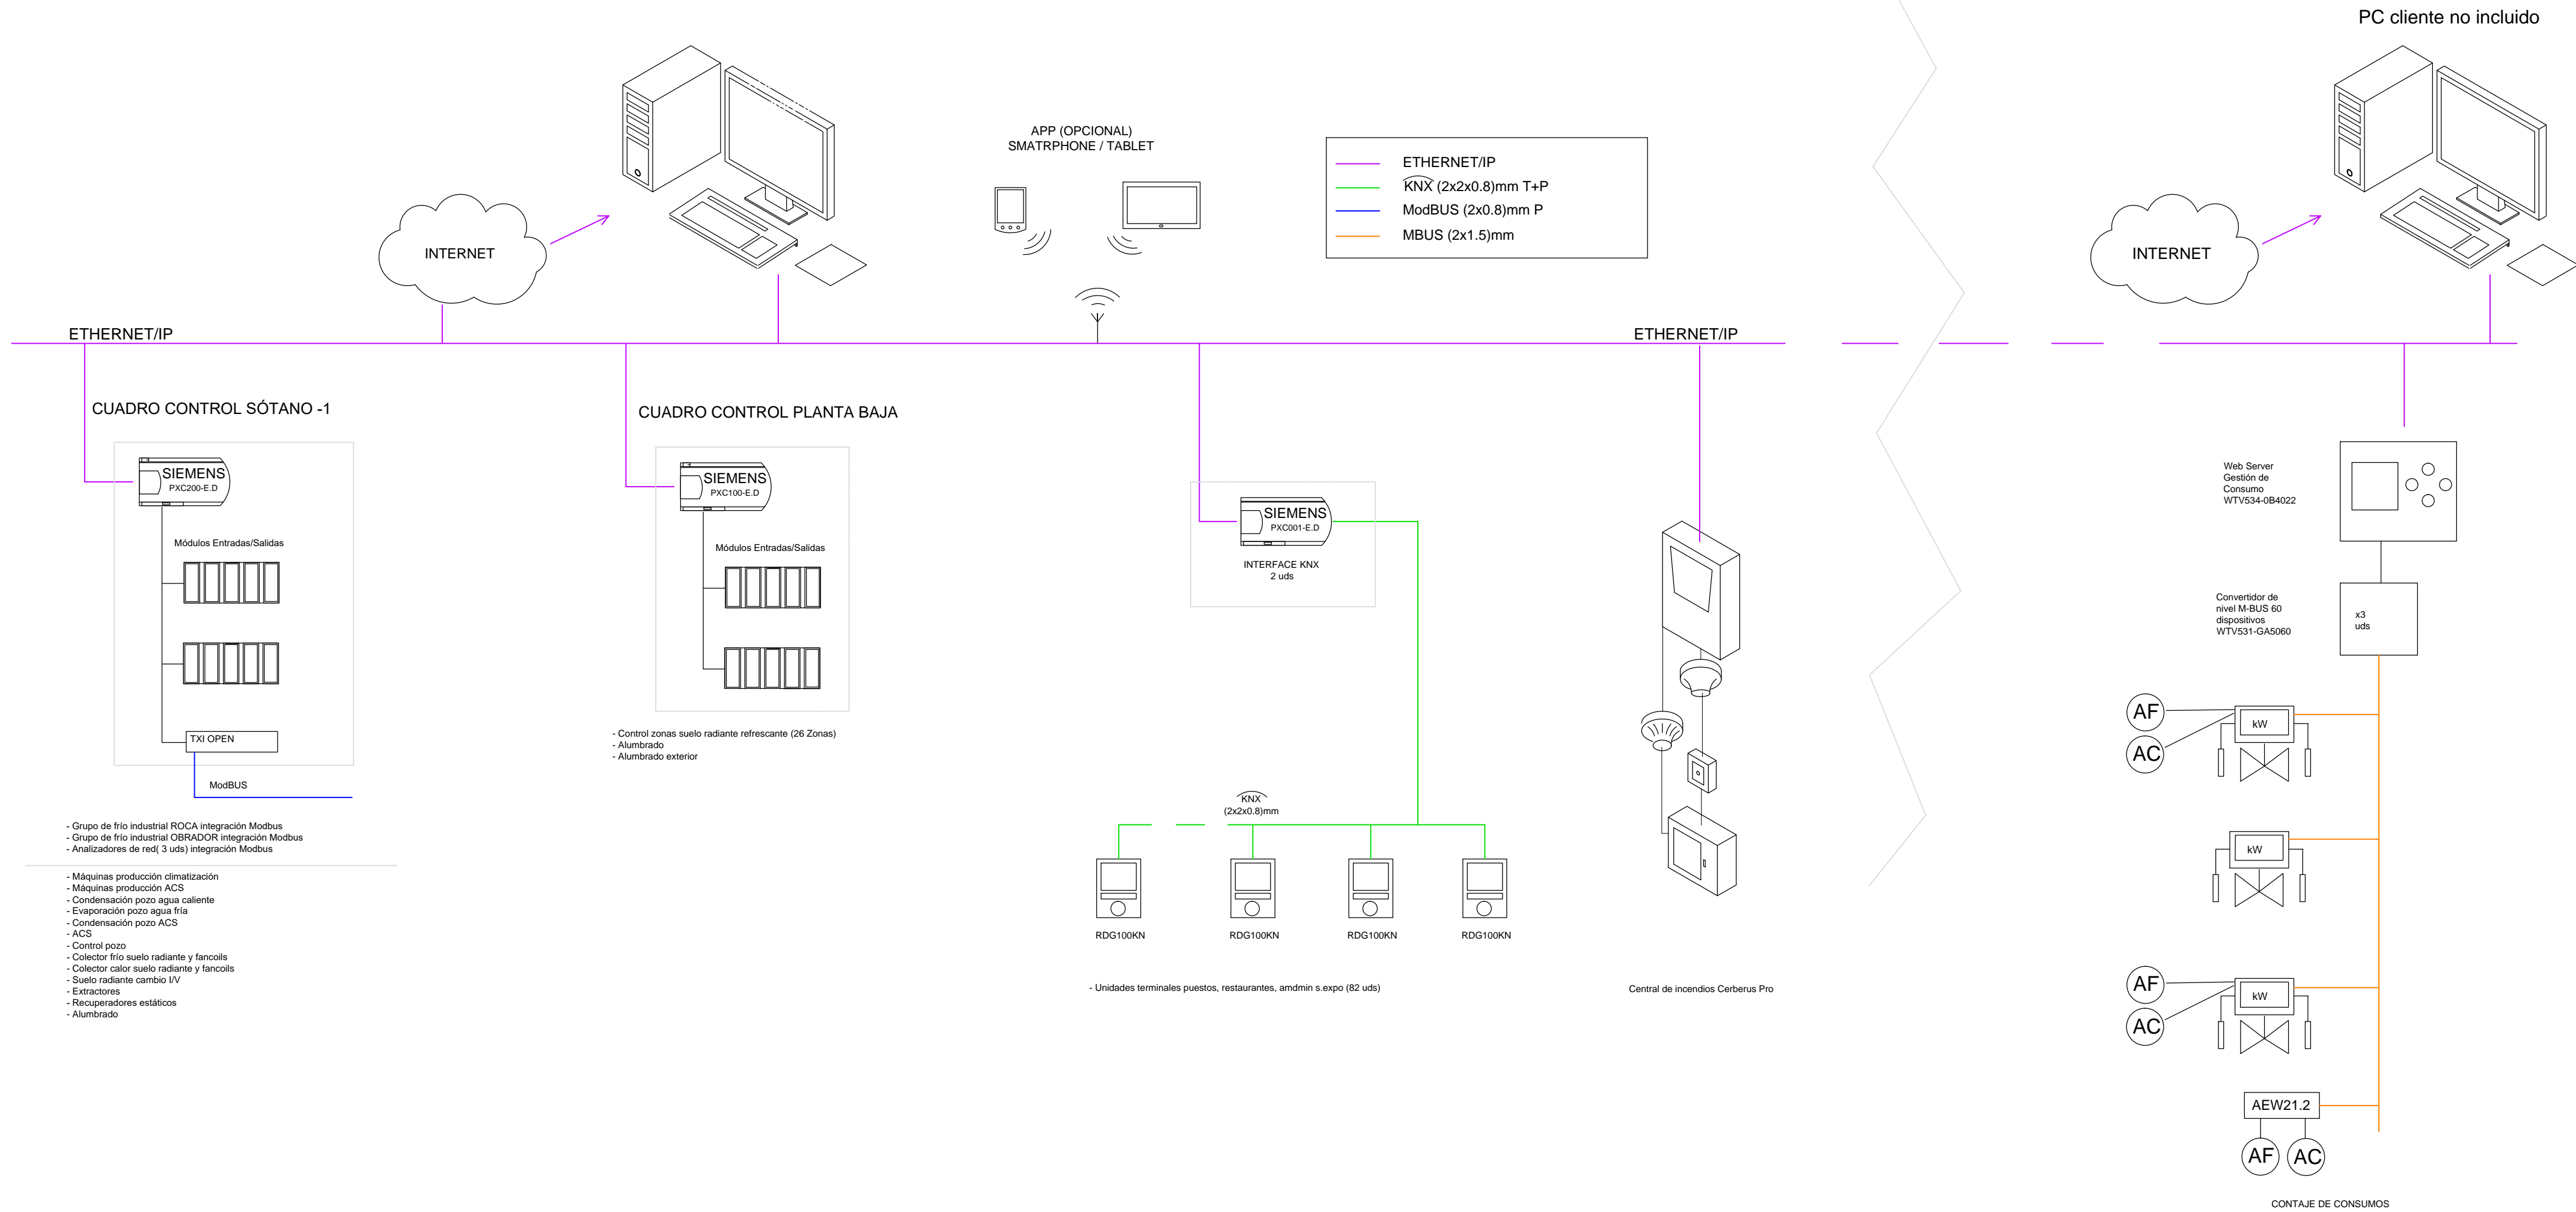 PC cliente no incluido
APP (OPCIONAL)
SMATRPHONE / TABLET
ETHERNET/IP
KNX (2x2x0.8)mm T+P
ModBUS (2x0.8)mm P
MBUS (2x1.5)mm
INTERNET
INTERNET
ETHERNET/IP
ETHERNET/IP
CUADRO CONTROL SÓTANO -1
SIEMENS
PXC200-E.D
Módulos Entradas/Salidas
TXI OPEN
ModBUS
- Grupo de frío industrial ROCA integración Modbus
- Grupo de frío industrial OBRADOR integración Modbus
- Analizadores de red( 3 uds) integración Modbus
- Máquinas producción climatización
- Máquinas producción ACS
- Condensación pozo agua caliente
- Evaporación pozo agua fría
- Condensación pozo ACS
- ACS
- Control pozo
- Colector frío suelo radiante y fancoils
- Colector calor suelo radiante y fancoils
- Suelo radiante cambio I/V
- Extractores
- Recuperadores estáticos
- Alumbrado
CUADRO CONTROL PLANTA BAJA
SIEMENS
PXC100-E.D
Módulos Entradas/Salidas
- Control zonas suelo radiante refrescante (26 Zonas)
- Alumbrado
- Alumbrado exterior
SIEMENS
PXC001-E.D
INTERFACE KNX
2 uds
KNX
(2x2x0.8)mm
RDG100KN
RDG100KN
RDG100KN
RDG100KN
- Unidades terminales puestos, restaurantes, amdmin s.expo (82 uds)
Central de incendios Cerberus Pro
Web Server
Gestión de
Consumo
WTV534-0B4022
Convertidor de
nivel M-BUS 60
dispositivos
WTV531-GA5060
x3
uds
AF
AC
kW
kW
AF
AC
kW
AEW21.2
AF
AC
CONTAJE DE CONSUMOS